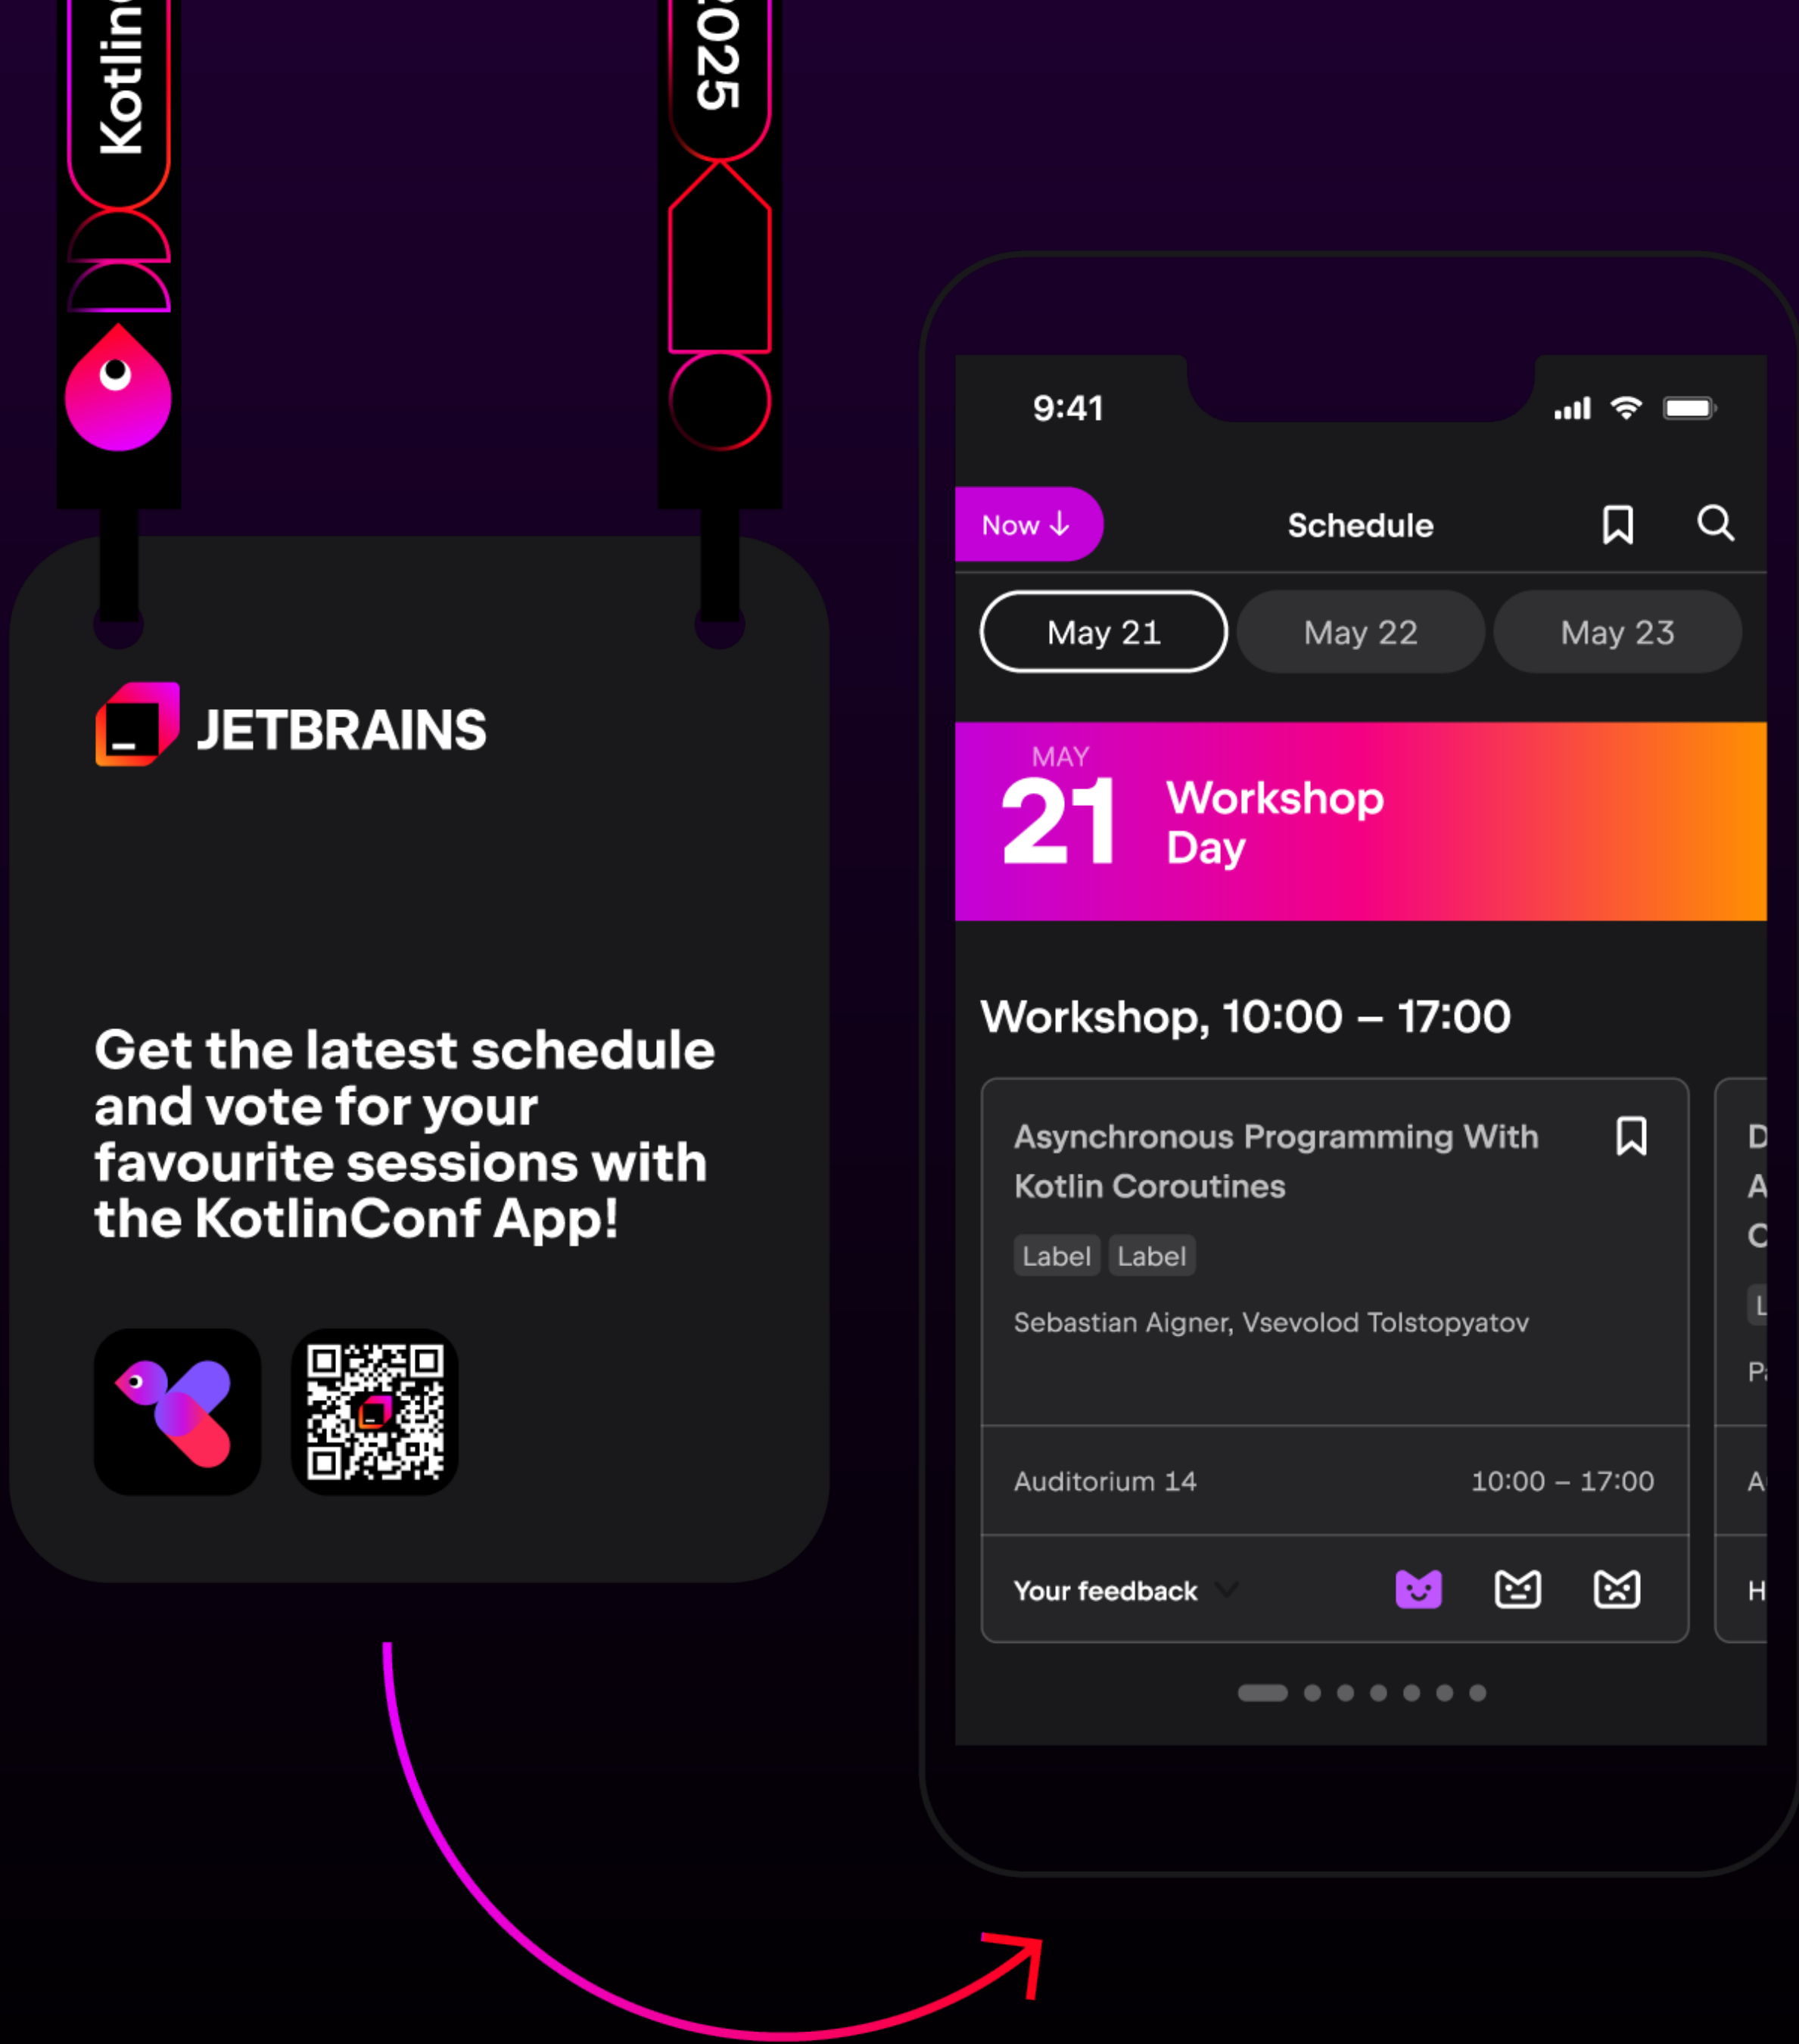 2025
JETBRAINS
Get the latest schedule
and vote for your
favourite sessions with
the KotlinConf App!
9:41
Now ↓
Schedule
May 21
May 22
May 23
MAY
21
Workshop
Day
Workshop, 10:00 – 17:00
Asynchronous Programming With
Kotlin Coroutines
Label
Label
Sebastian Aigner, Vsevolod Tolstopyatov
Auditorium 14
10:00 – 17:00
Your feedback